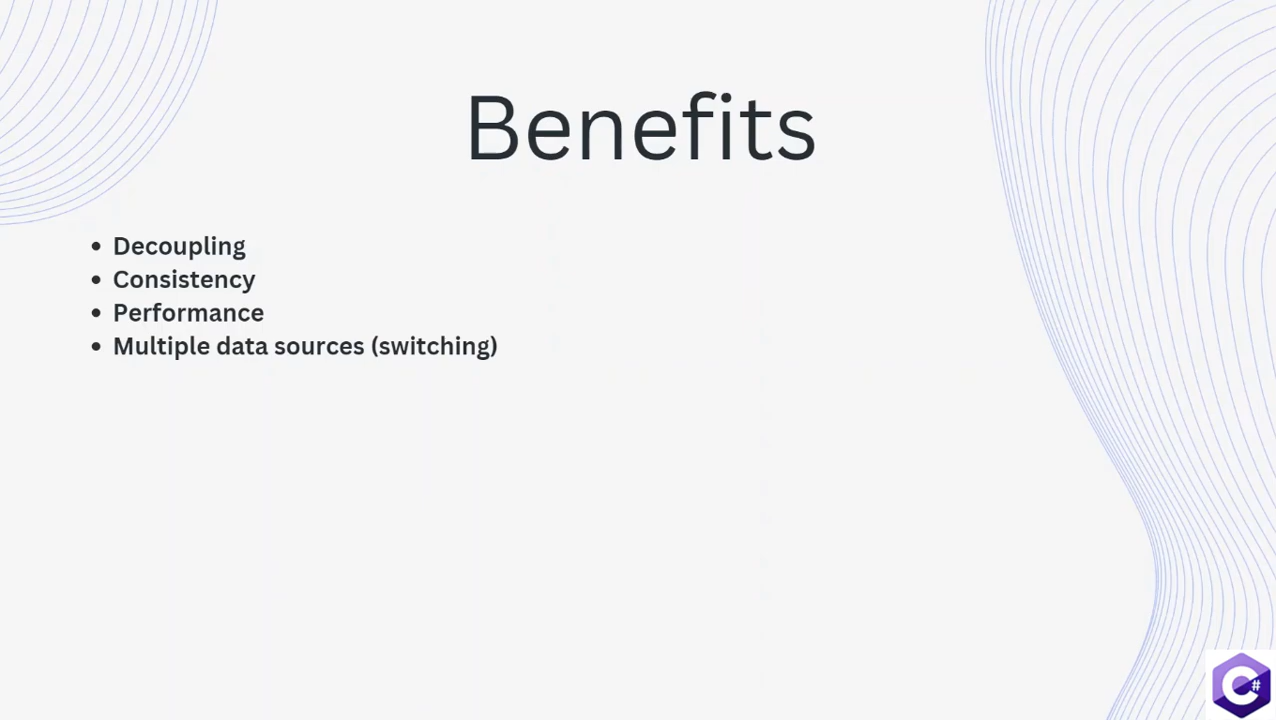 Benefits
• Decoupling
• Consistency
• Performance
• Multiple data sources (switching)
C#